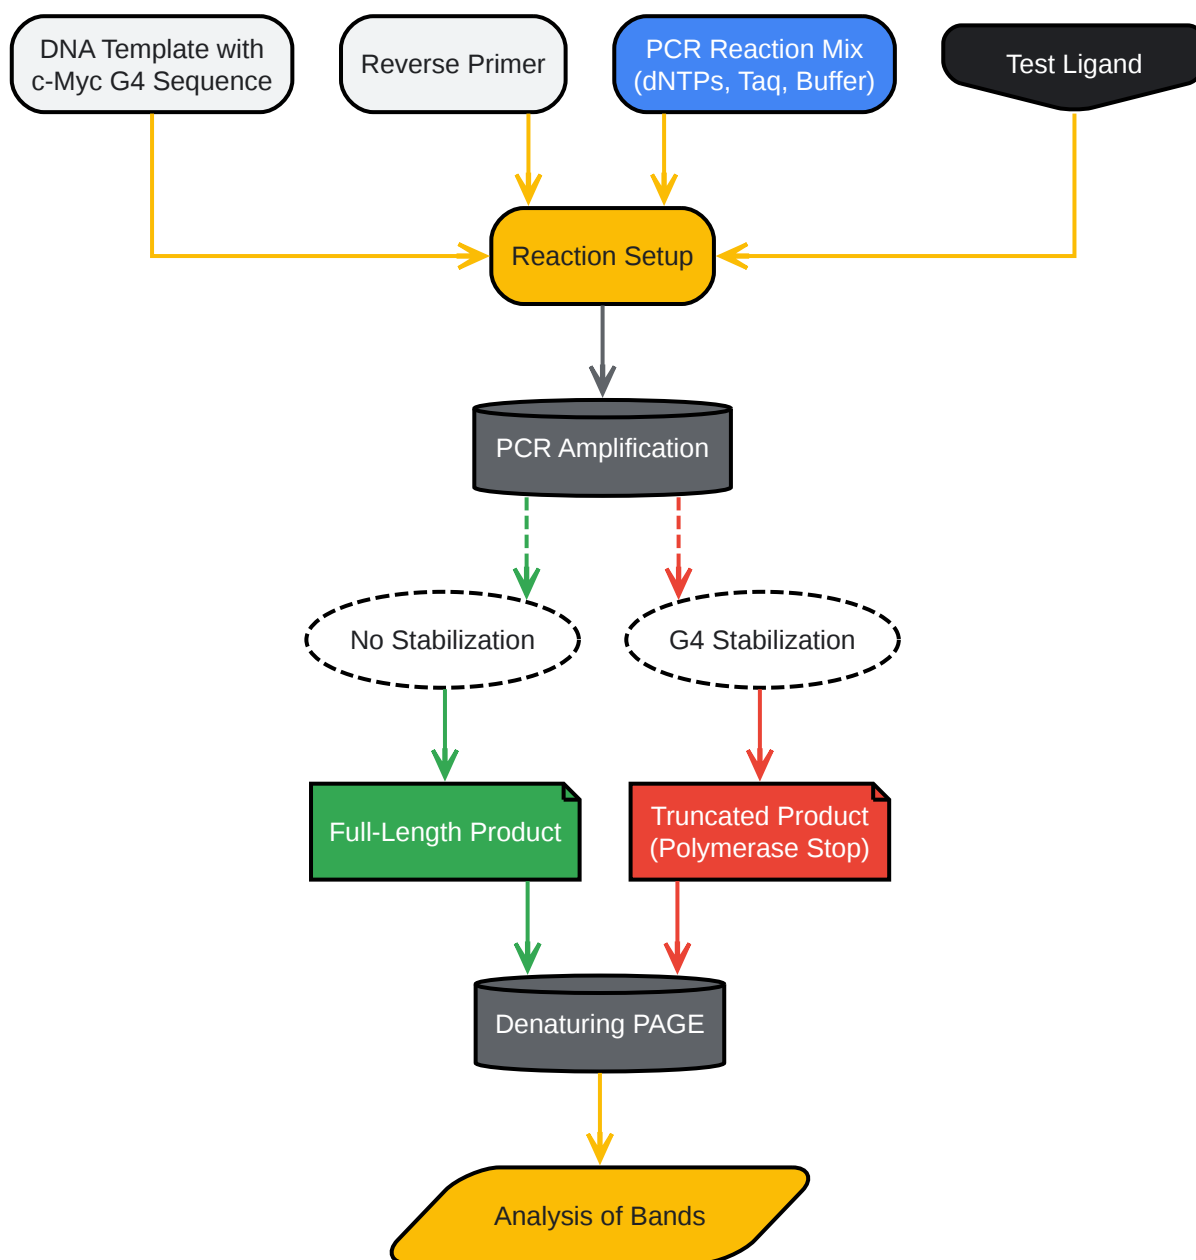 DNA Template with
c-Myc G4 Sequence
Reverse Primer
PCR Reaction Mix
(dNTPs, Taq, Buffer)
Test Ligand
Reaction Setup
PCR Amplification
No Stabilization
G4 Stabilization
Full-Length Product
Truncated Product
(Polymerase Stop)
Denaturing PAGE
Analysis of Bands